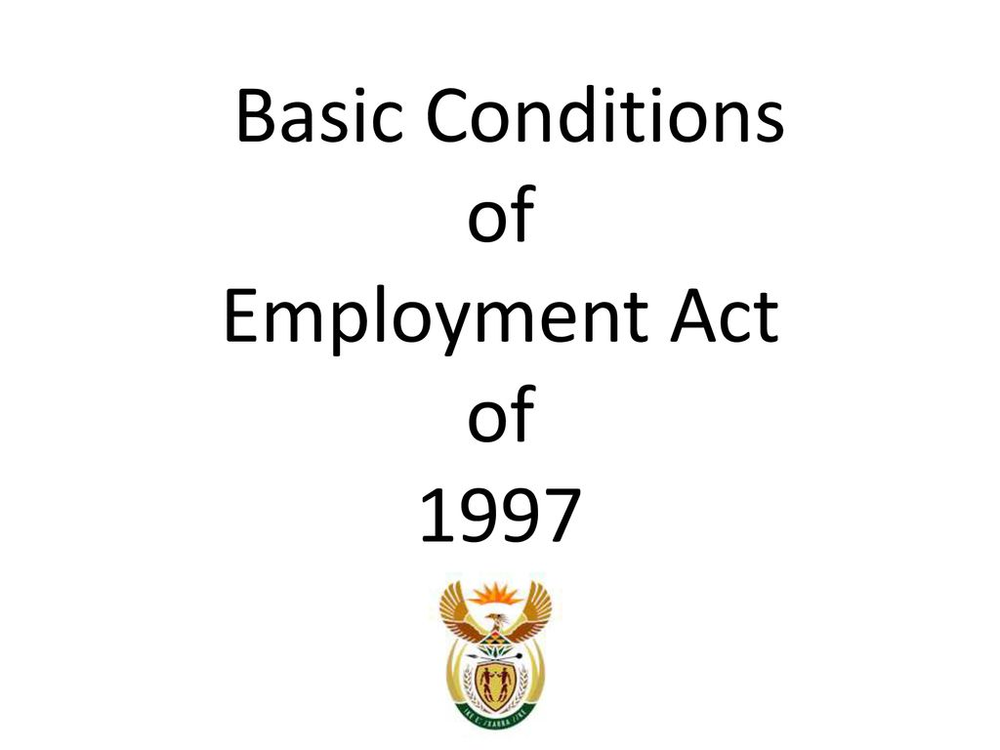 Basic Conditions
of
Employment Act
of
1997